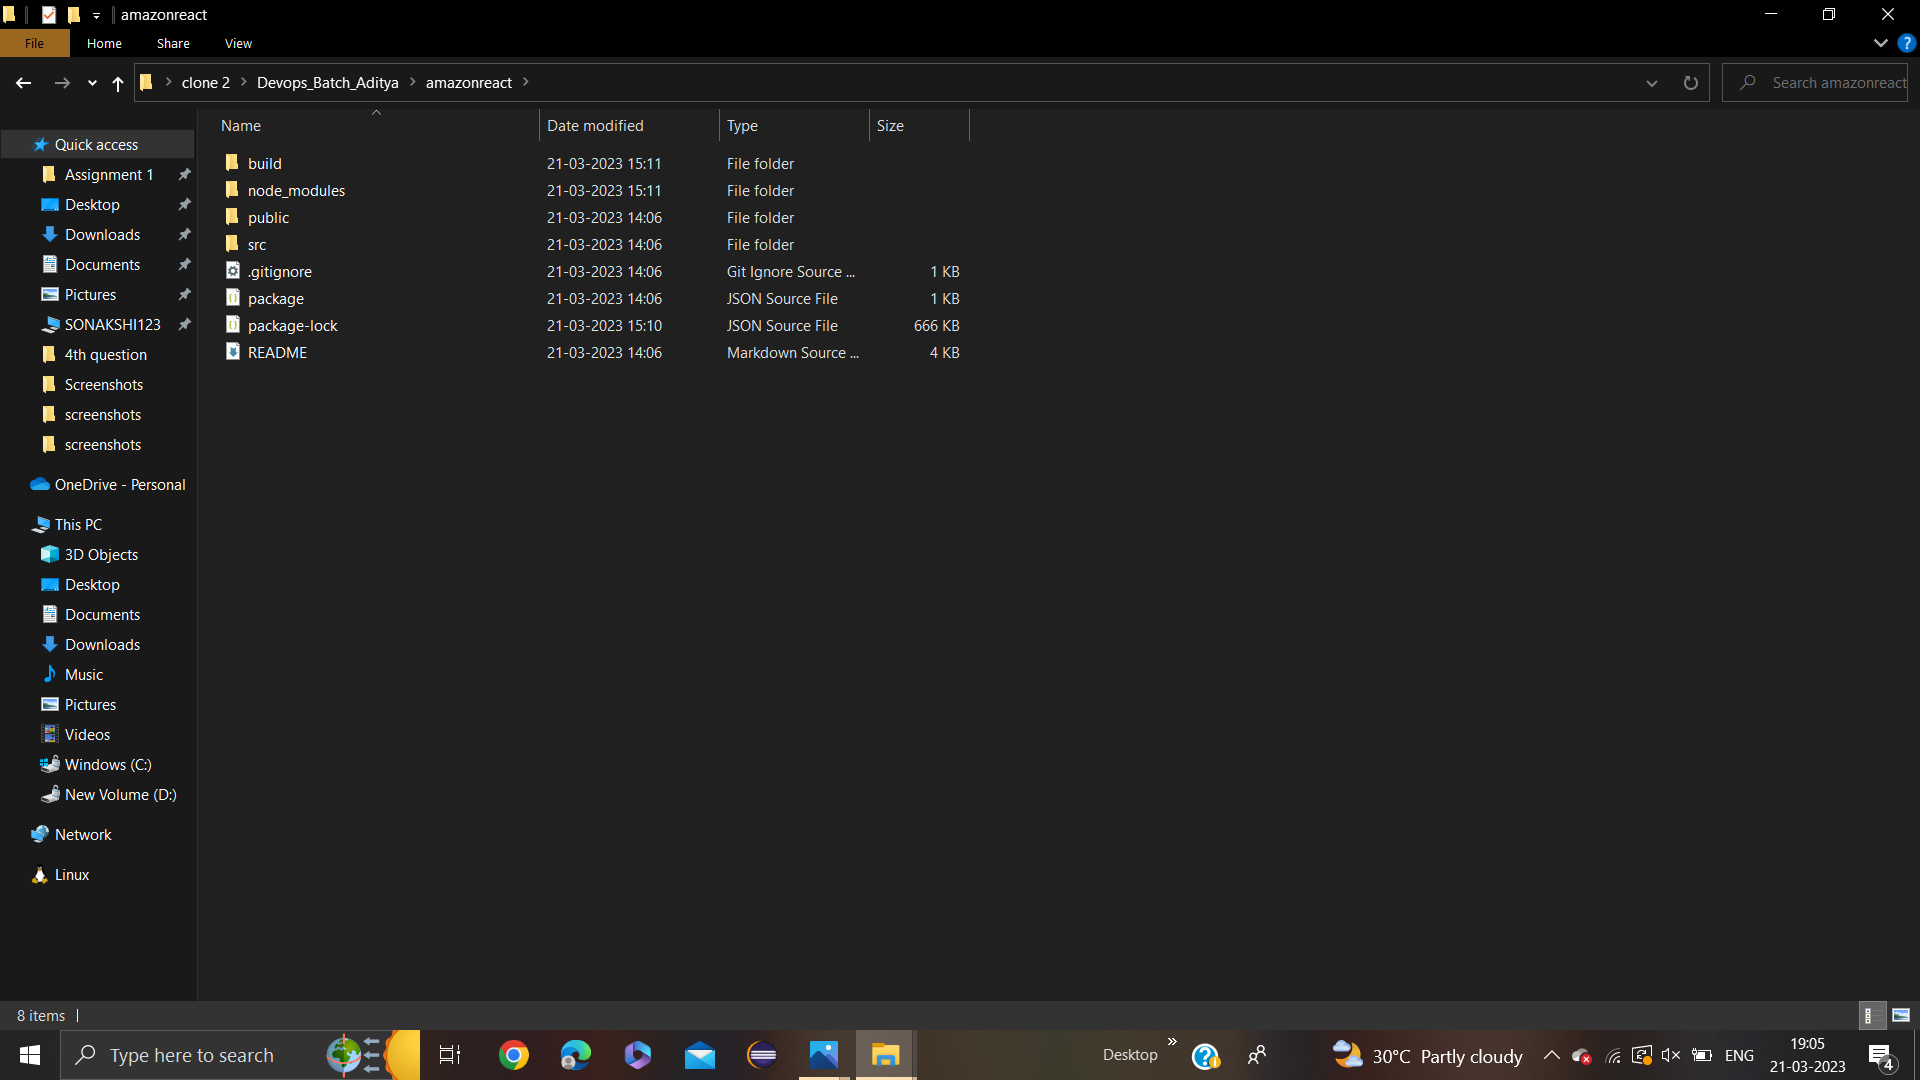 amazonreact
File Home Share View
clone 2 Devops_Batch_Aditya amazonreact
Search amazonreact
Name Date modified Type Size
build 21-03-2023 15:11 File folder
node_modules 21-03-2023 15:11 File folder
public 21-03-2023 14:06 File folder
src 21-03-2023 14:06 File folder
.gitignore 21-03-2023 14:06 Git Ignore Source ... 1 KB
package 21-03-2023 14:06 JSON Source File 1 KB
package-lock 21-03-2023 15:10 JSON Source File 666 KB
README 21-03-2023 14:06 Markdown Source ... 4 KB
Quick access
Assignment 1
Desktop
Downloads
Documents
Pictures
SONAKSHI123
4th question
Screenshots
screenshots
screenshots
OneDrive - Personal
This PC
3D Objects
Desktop
Documents
Downloads
Music
Pictures
Videos
Windows (C:)
New Volume (D:)
Network
Linux
8 items
Type here to search
Desktop
30°C Partly cloudy
ENG
19:05
21-03-2023
4